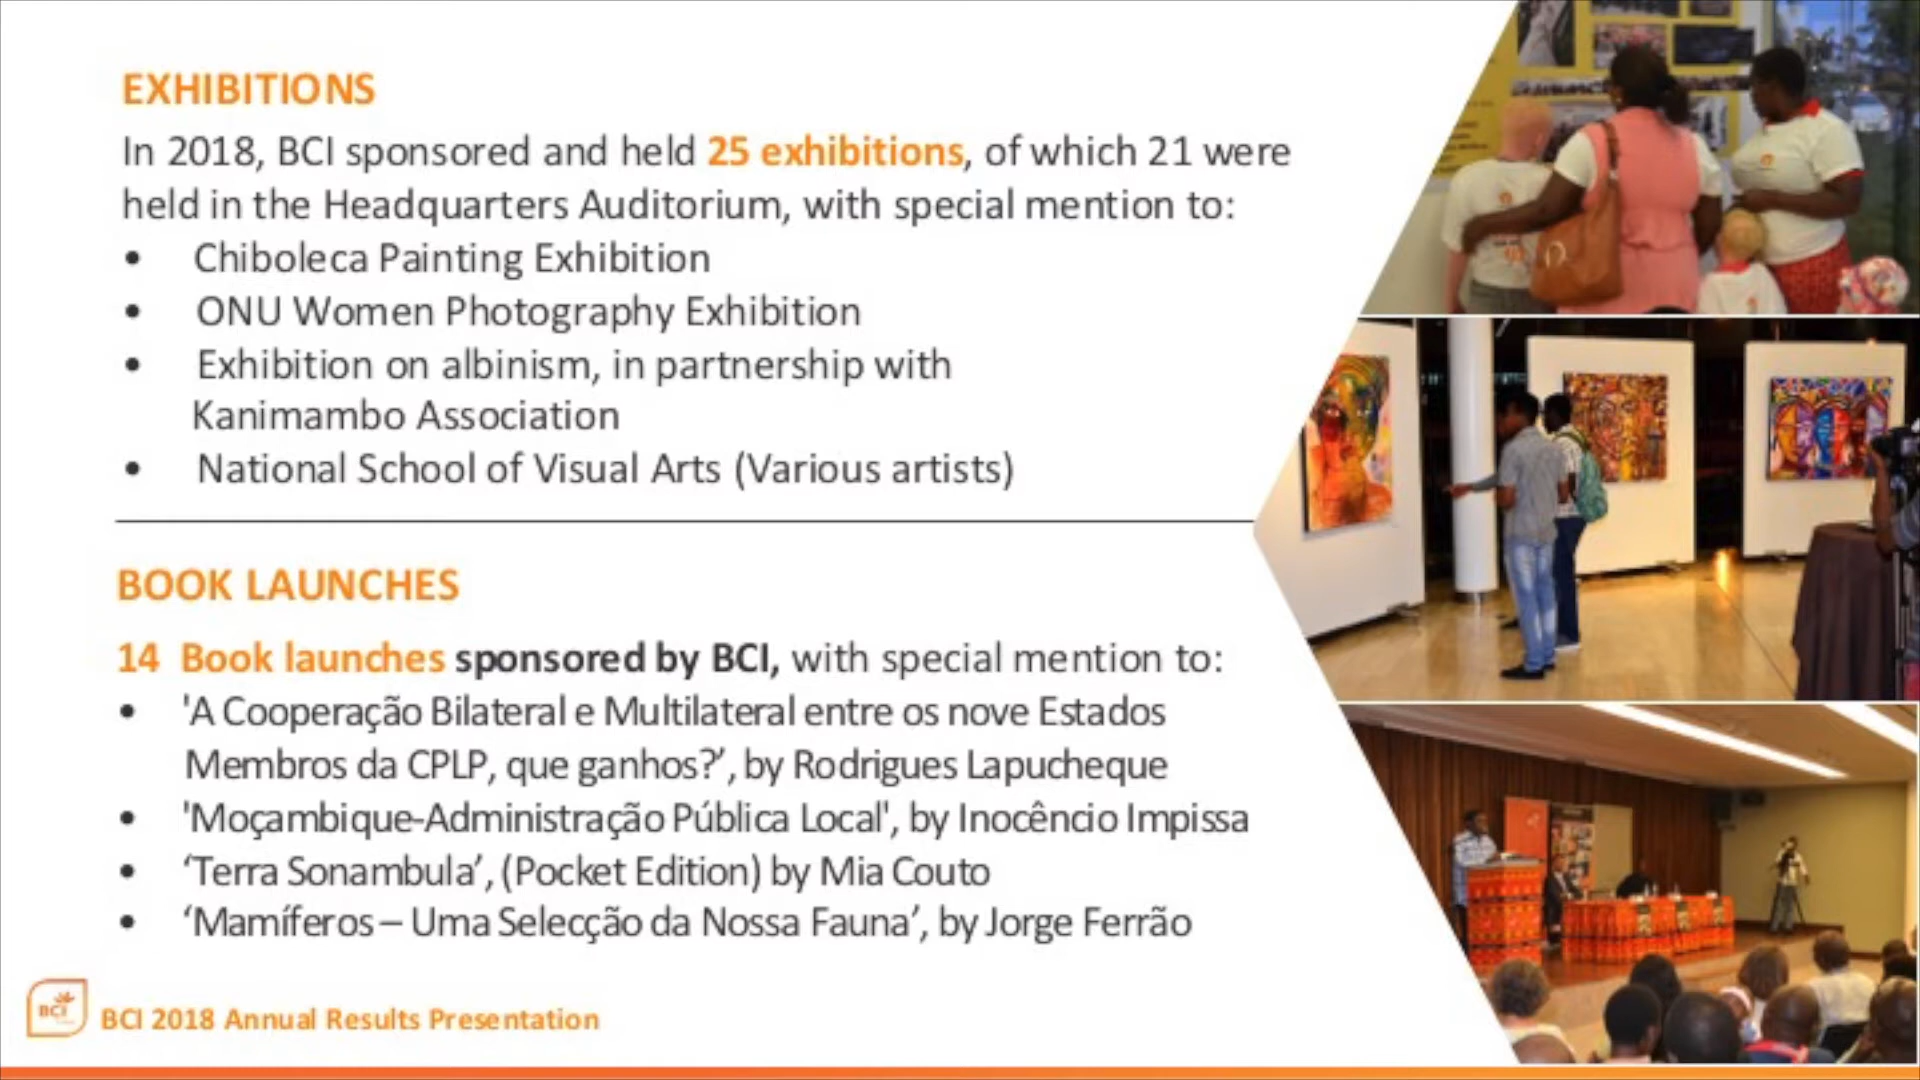 EXHIBITIONS
In 2018, BCI sponsored and held 25 exhibitions, of which 21 were
held in the Headquarters Auditorium, with special mention to:
• Chiboleca Painting Exhibition
• ONU Women Photography Exhibition
• Exhibition on albinism, in partnership with
Kanimambo Association
• National School of Visual Arts (Various artists)
BOOK LAUNCHES
14 Book launches sponsored by BCI, with special mention to:
• 'A Cooperação Bilateral e Multilateral entre os nove Estados
Membros da CPLP, que ganhos?’, by Rodrigues Lapucheque
• 'Moçambique-Administração Pública Local', by Inocêncio Impissa
• ‘Terra Sonambula’, (Pocket Edition) by Mia Couto
• ‘Mamíferos – Uma Selecção da Nossa Fauna’, by Jorge Ferrão
BCI
BCI 2018 Annual Results Presentation